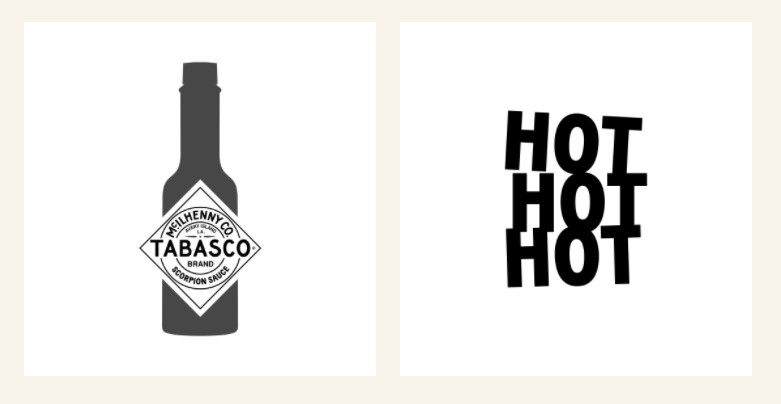 McILHENNY CO.
AVERY ISLAND
LA.
TABASCO®
BRAND
SCORPION SAUCE
HOT
HOT
HOT